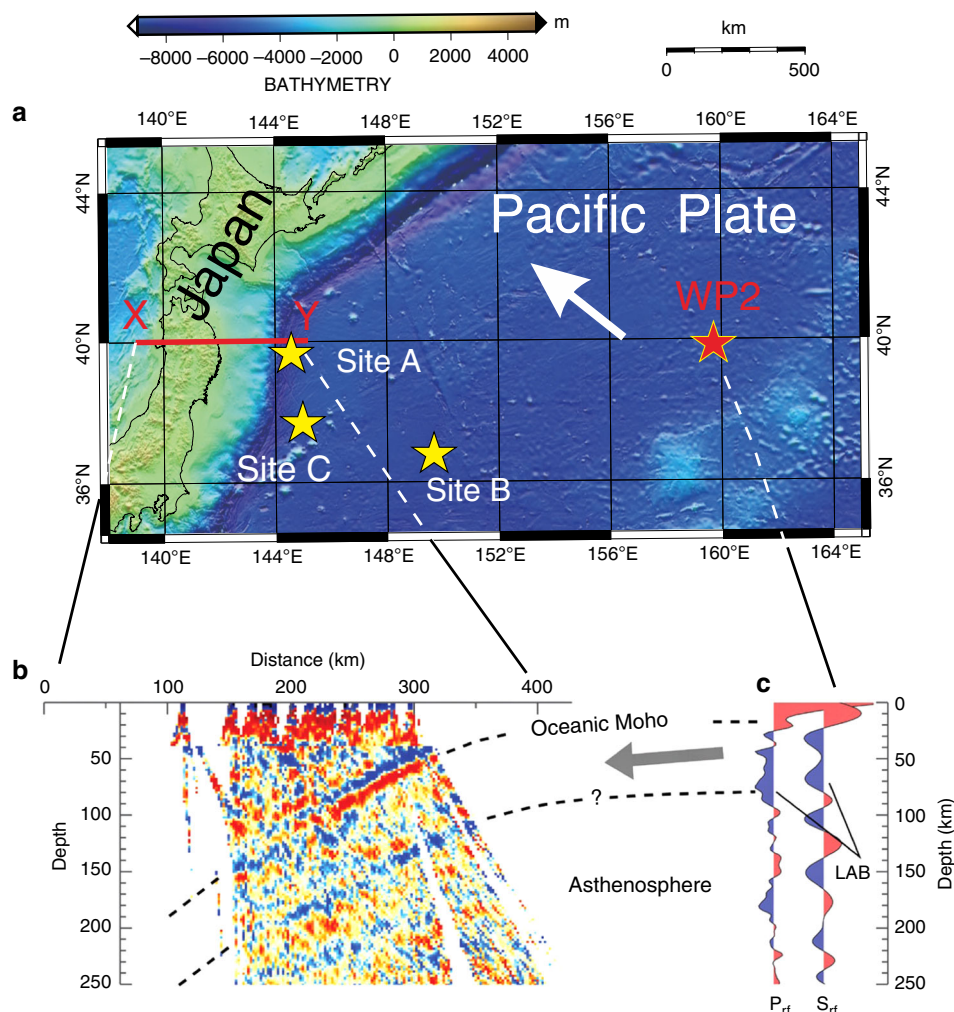 km
m
−8000 −6000 −4000 −2000 0 2000 4000
0 500
BATHYMETRY
a
140°E 144°E 152°E 156°E 160°E 164°E
44°N 44°N
Pacific Plate
Japan
X Y WP2
40°N 40°N
Site A
Site C
Site B
36°N 36°N
140°E 144°E 148°E 152°E 156°E 160°E 164°E
b Distance (km) c
0 100 200 300 400
0
Oceanic Moho
50 50
?
100 100
Depth
Depth (km)
150 150
LAB
Asthenosphere
200 200
250 250
Prf Srf